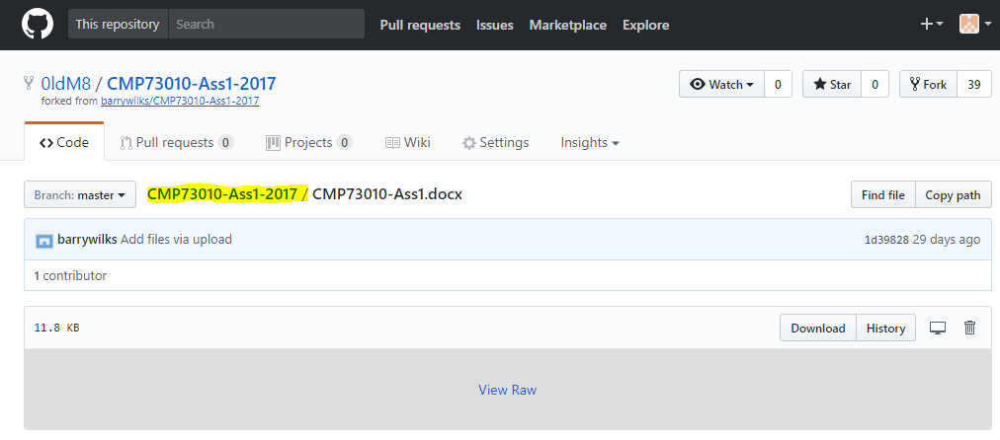 This repository Search Pull requests Issues Marketplace Explore
0ldM8 / CMP73010-Ass1-2017 Watch 0 Star 0 Fork 39
forked from barrywilks/CMP73010-Ass1-2017
Code Pull requests 0 Projects 0 Wiki Settings Insights
Branch: master CMP73010-Ass1-2017 / CMP73010-Ass1.docx Find file Copy path
barrywilks Add files via upload 1d39828 29 days ago
1 contributor
11.8 KB Download History
View Raw